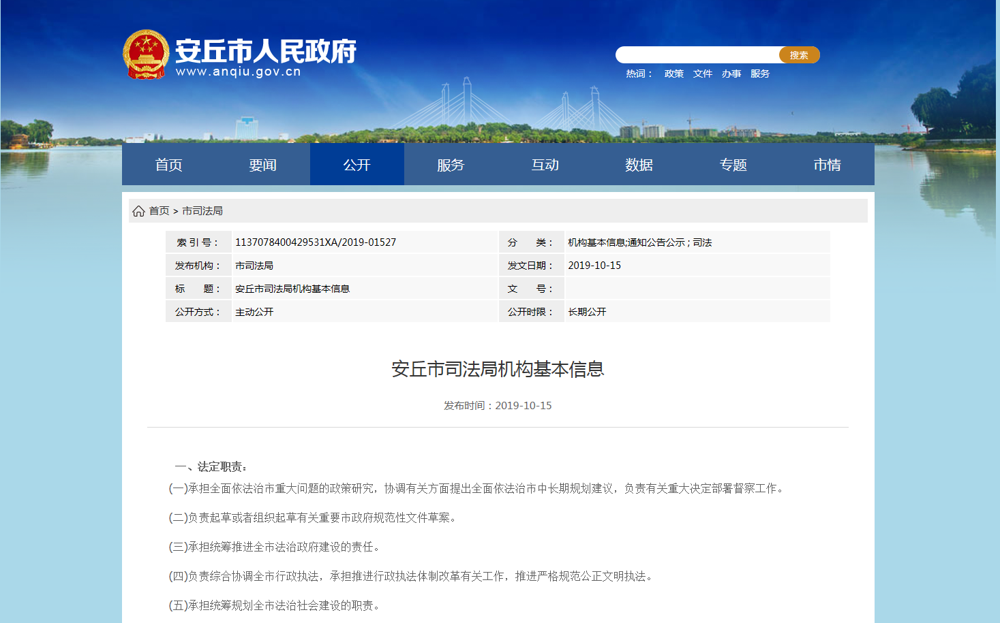 安丘市人民政府
www.anqiu.gov.cn
搜索
热词： 政策 文件 办事 服务
首页 要闻 公开 服务 互动 数据 专题 市情
首页 > 市司法局
索 引 号： 1137078400429531XA/2019-01527 分 类： 机构基本信息;通知公告公示 ; 司法
发布机构： 市司法局 发文日期： 2019-10-15
标 题： 安丘市司法局机构基本信息 文 号：
公开方式： 主动公开 公开时限： 长期公开
安丘市司法局机构基本信息
发布时间：2019-10-15
一、法定职责：
(一)承担全面依法治市重大问题的政策研究，协调有关方面提出全面依法治市中长期规划建议，负责有关重大决定部署督察工作。
(二)负责起草或者组织起草有关重要市政府规范性文件草案。
(三)承担统筹推进全市法治政府建设的责任。
(四)负责综合协调全市行政执法，承担推进行政执法体制改革有关工作，推进严格规范公正文明执法。
(五)承担统筹规划全市法治社会建设的职责。